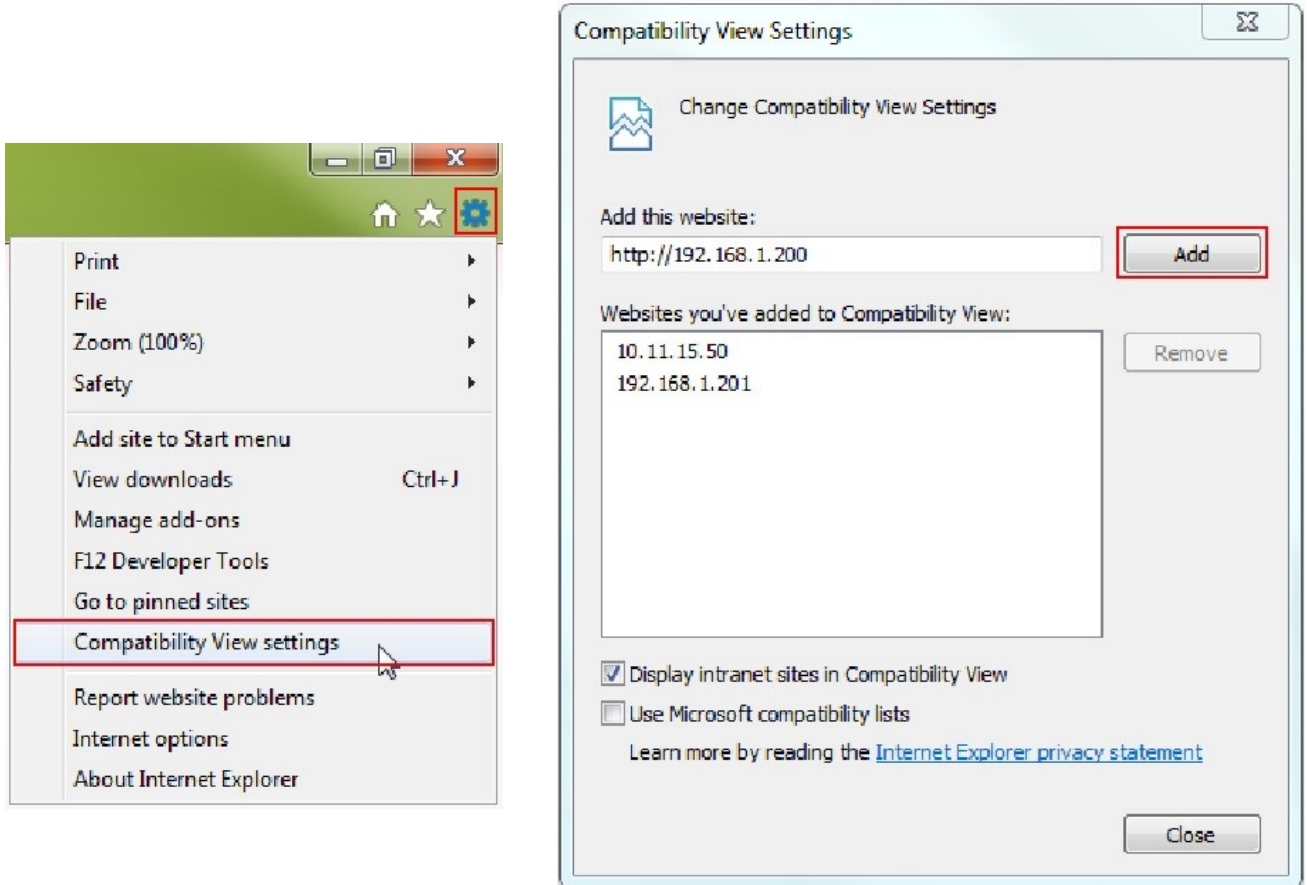 Print
File
Zoom (100%)
Safety
Add site to Start menu
View downloads Ctrl+J
Manage add-ons
F12 Developer Tools
Go to pinned sites
Compatibility View settings
Report website problems
Internet options
About Internet Explorer
Compatibility View Settings
Change Compatibility View Settings
Add this website:
http://192.168.1.200 Add
Websites you've added to Compatibility View:
10.11.15.50 Remove
192.168.1.201
Display intranet sites in Compatibility View
Use Microsoft compatibility lists
Learn more by reading the Internet Explorer privacy statement
Close